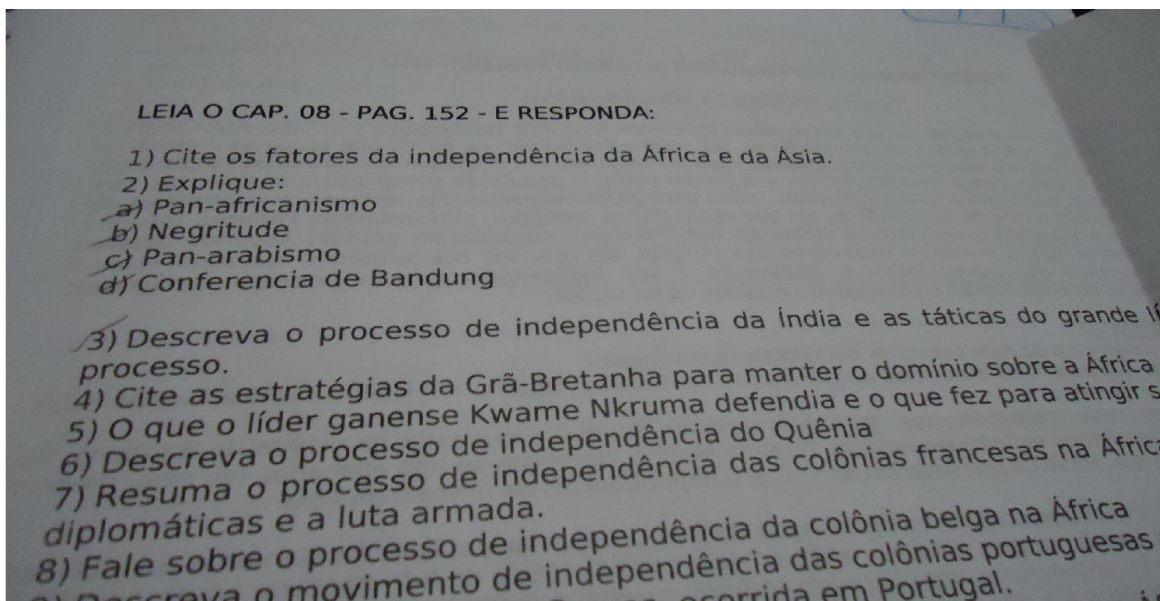 LEIA O CAP. 08 - PAG. 152 - E RESPONDA:
1) Cite os fatores da independência da África e da Ásia.
2) Explique:
a) Pan-africanismo
b) Negritude
c) Pan-arabismo
d) Conferencia de Bandung
3) Descreva o processo de independência da Índia e as táticas do grande
processo.
4) Cite as estratégias da Grã-Bretanha para manter o domínio sobre a África
5) O que o líder ganense Kwame Nkruma defendia e o que fez para atingir
6) Descreva o processo de independência do Quênia
7) Resuma o processo de independência das colônias francesas na
diplomáticas e a luta armada.
8) Fale sobre o processo de independência da colônia belga na África
o movimento de independência das colônias portuguesas
ocorrida em Portugal.